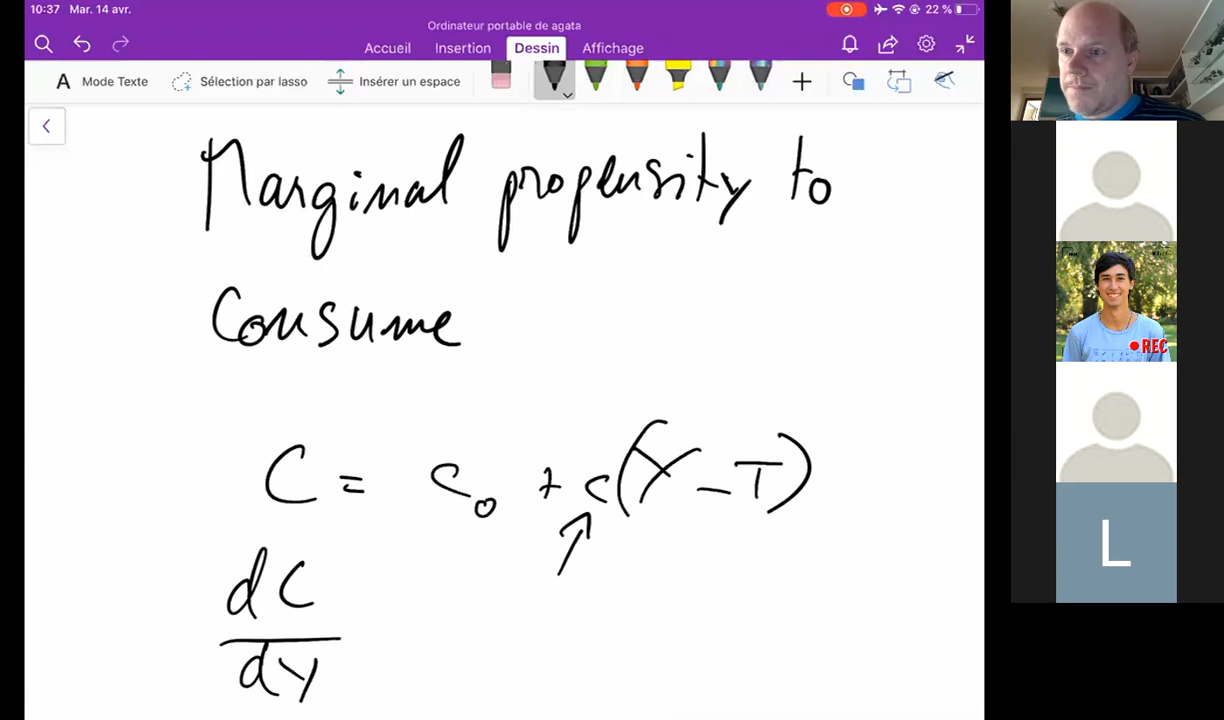 10:37 Mar. 14 avr.
22 %
Ordinateur portable de agata
Accueil Insertion Dessin Affichage
A Mode Texte Sélection par lasso Insérer un espace
Marginal propensity to
Consume
C = c₀ + c(Y – T)
dC
dy
REC
L